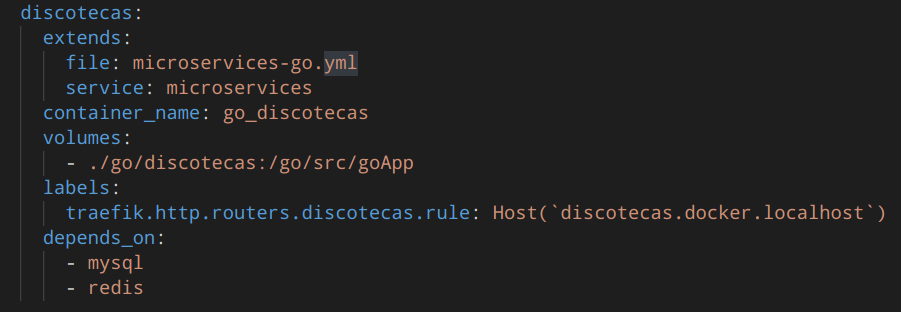 discotecas:
extends:
file: microservices-go.yml
service: microservices
container_name: go_discotecas
volumes:
- ./go/discotecas:/go/src/goApp
labels:
traefik.http.routers.discotecas.rule: Host(`discotecas.docker.localhost`)
depends_on:
- mysql
- redis